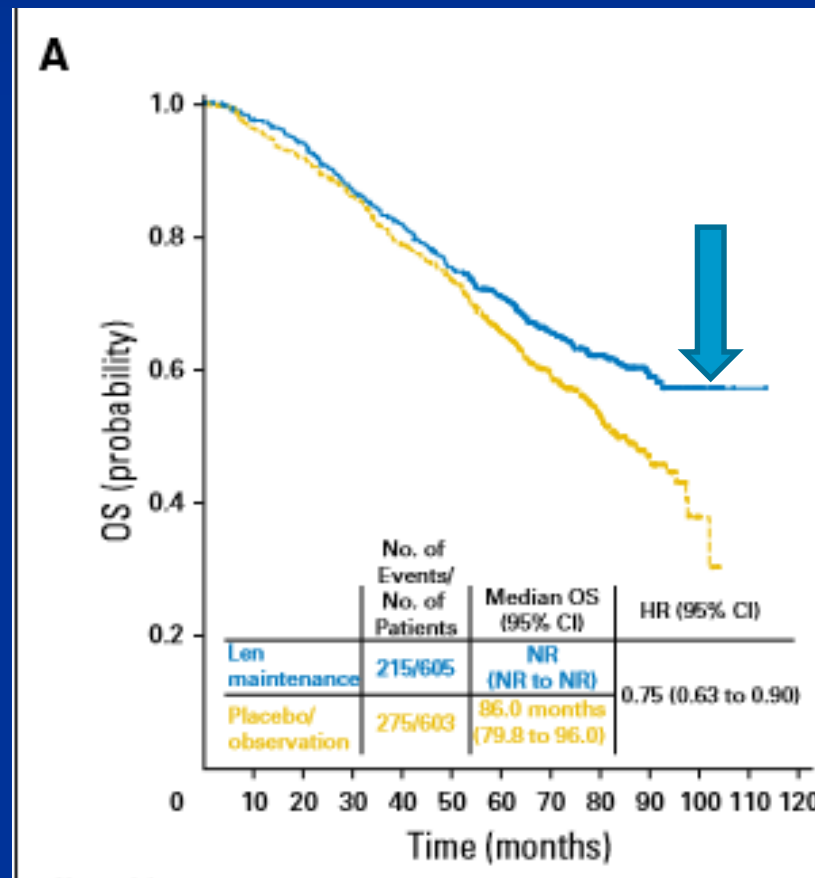 A
1.0
0.8
0.6
0.4
0.2
OS (probability)
No. of
Events/
No. of
Patients
Median OS
(95% CI)
HR (95% CI)
Len
maintenance
215/605
NR
(NR to NR)
0.75 (0.63 to 0.90)
Placebo/
observation
275/603
86.0 months
(79.8 to 96.0)
0 10 20 30 40 50 60 70 80 90 100 110 120
Time (months)